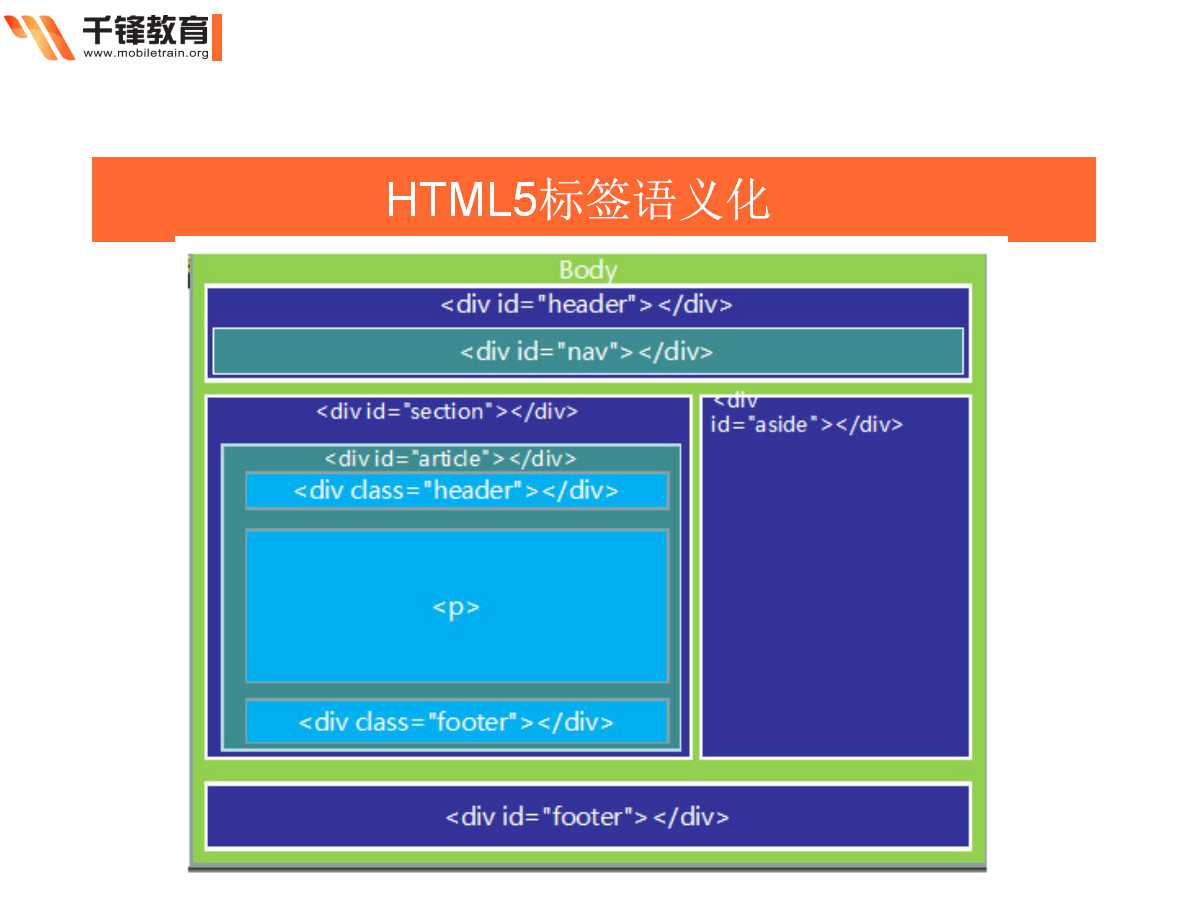 千锋教育
www.mobiletrain.org
HTML5标签语义化
Body
<div id="header"></div>
<div id="nav"></div>
<div id="section"></div>
<div id="article"></div>
<div class="header"></div>
<p>
<div class="footer"></div>
<div
id="aside"></div>
<div id="footer"></div>